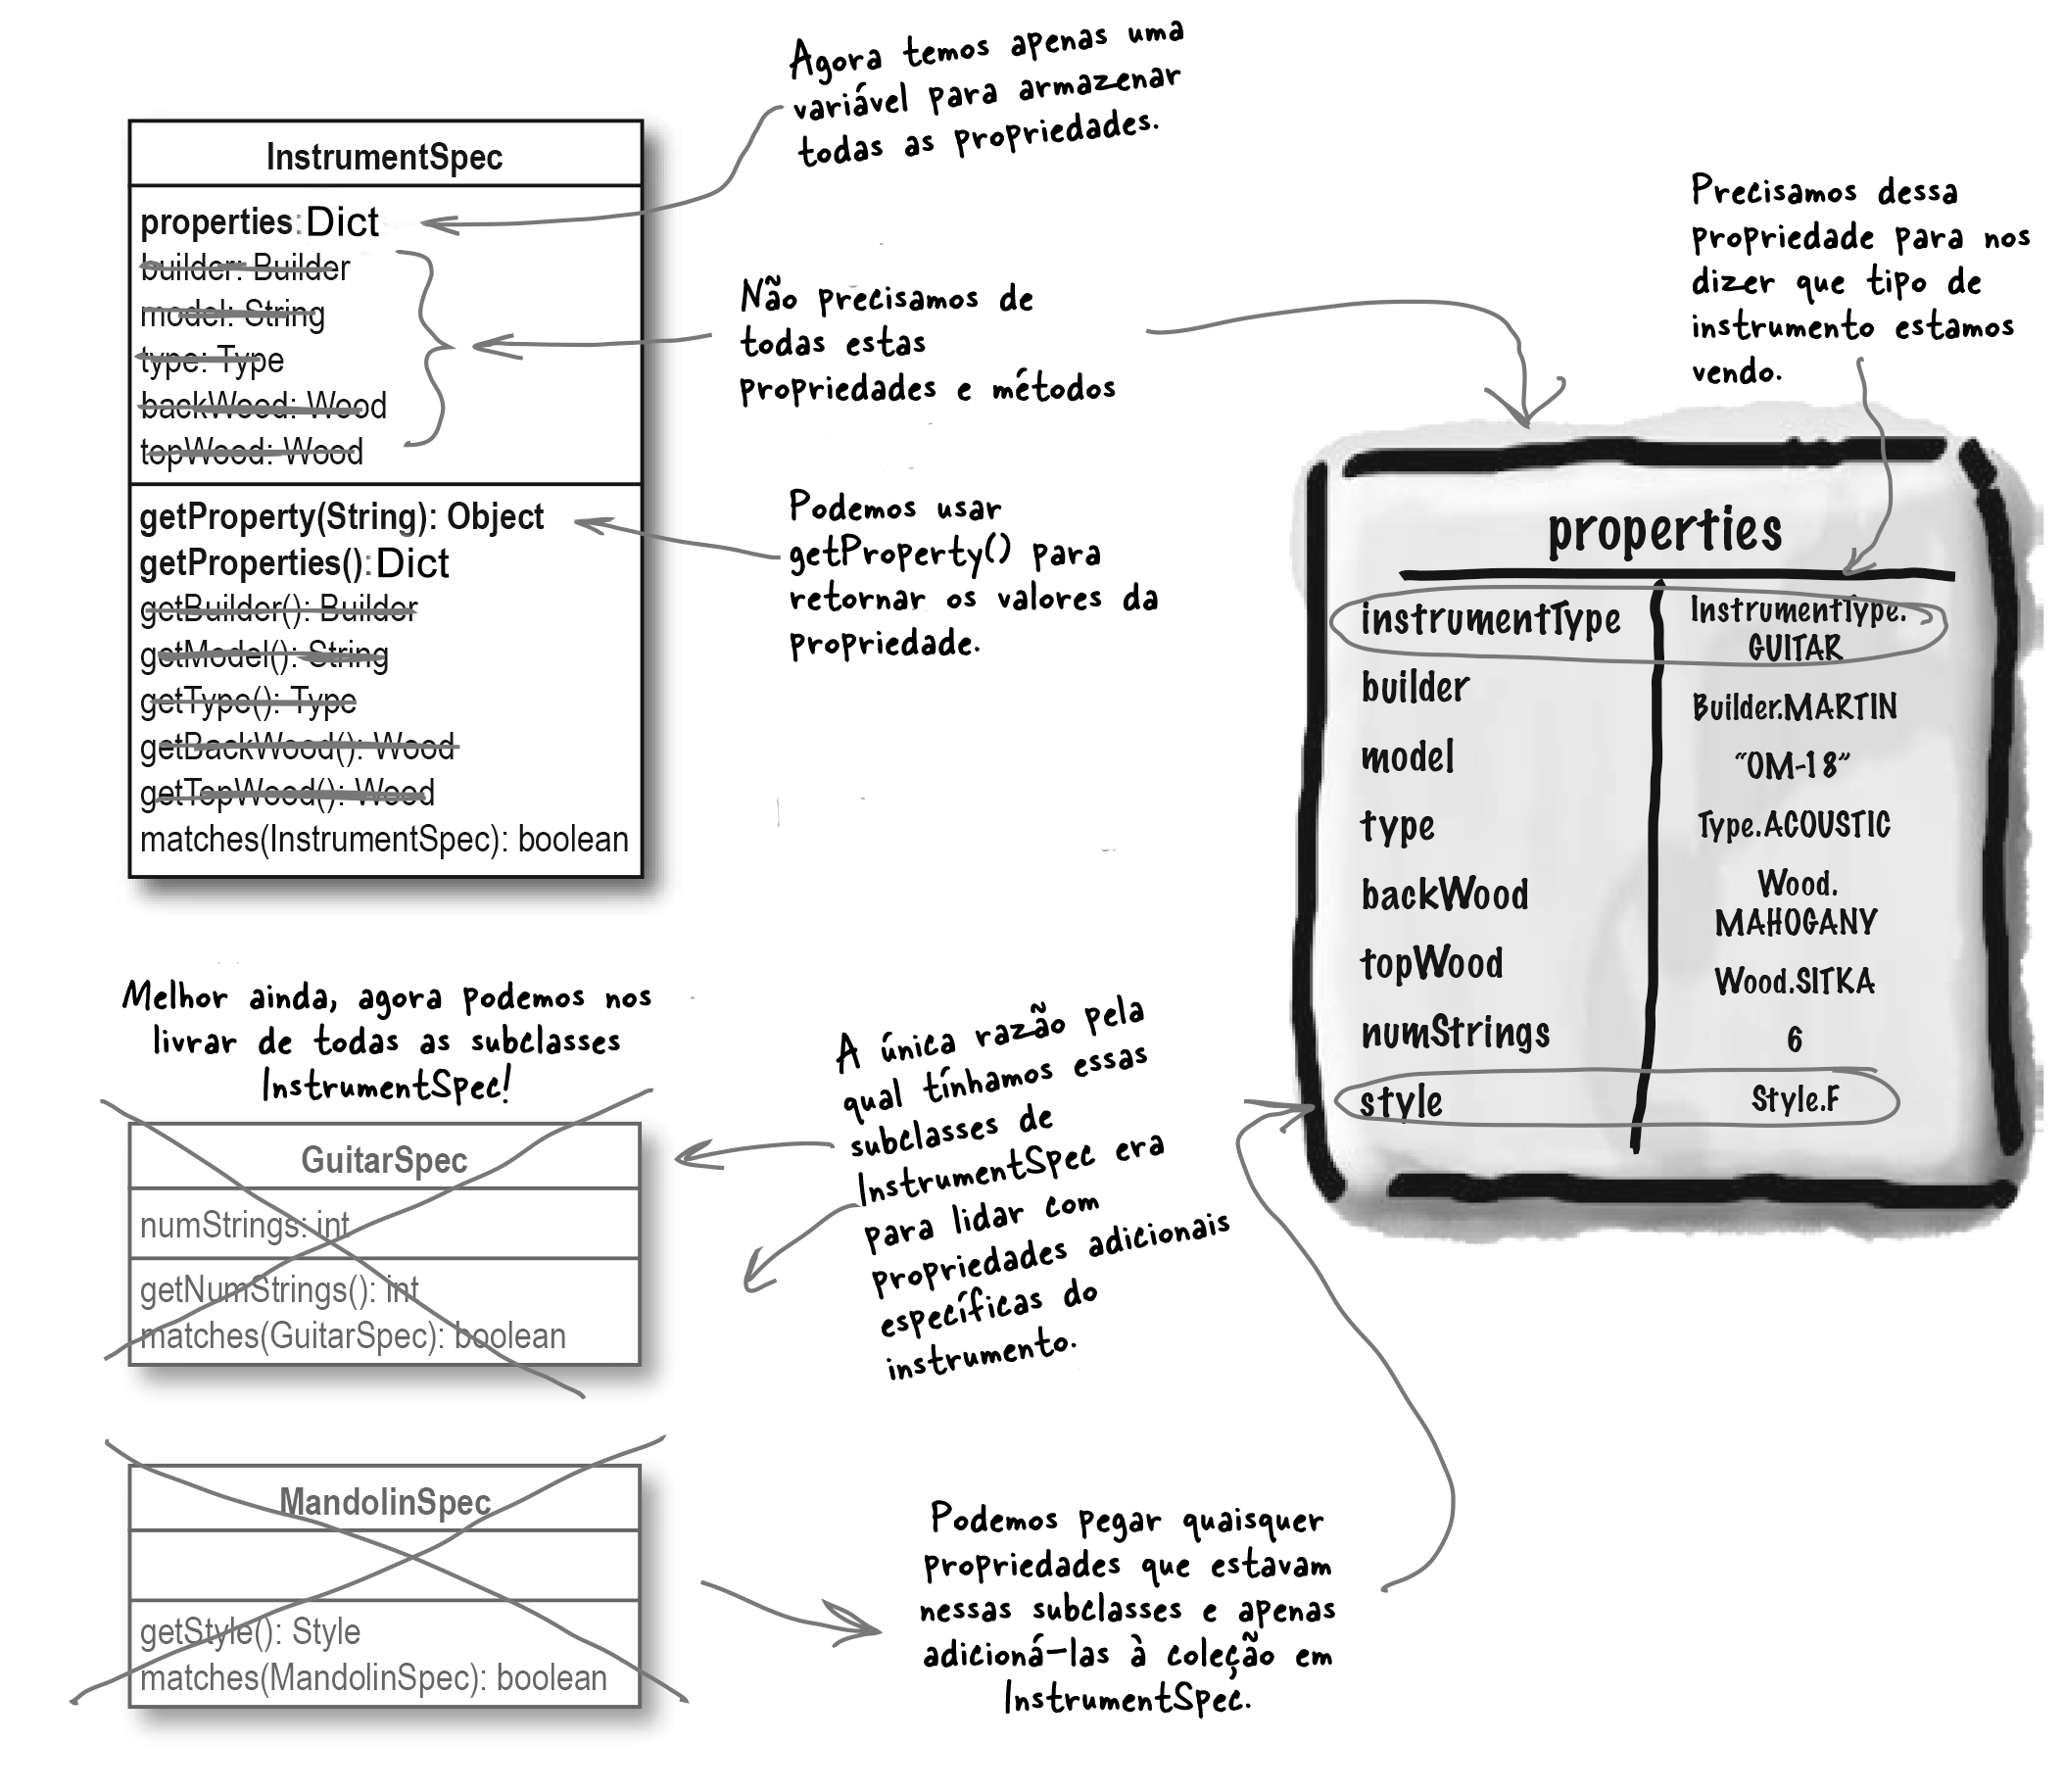 Agora temos apenas uma
variável para armazenar
todas as propriedades.
InstrumentSpec
properties: Dict
builder: Builder
model: String
type: Type
backWood: Wood
topWood: Wood
getProperty(String): Object
getProperties(): Dict
getBuilder(): Builder
getModel(): String
getType(): Type
getBackWood(): Wood
getTopWood(): Wood
matches(InstrumentSpec): boolean
Não precisamos de
todas estas
propriedades e métodos
Podemos usar
getProperty() para
retornar os valores da
propriedade.
Precisamos dessa
propriedade para nos
dizer que tipo de
instrumento estamos
vendo.
properties
instrumentType
InstrumentType.
GUITAR
builder
Builder.MARTIN
model
“OM-18”
type
Type.ACOUSTIC
backWood
Wood.
MAHOGANY
topWood
Wood.SITKA
numStrings
6
style
Style.F
Melhor ainda, agora podemos nos
livrar de todas as subclasses
InstrumentSpec!
GuitarSpec
numStrings: int
getNumStrings(): int
matches(GuitarSpec): boolean
A única razão pela
qual tínhamos essas
subclasses de
InstrumentSpec era
para lidar com
propriedades adicionais
específicas do
instrumento.
MandolinSpec
getStyle(): Style
matches(MandolinSpec): boolean
Podemos pegar quaisquer
propriedades que estavam
nessas subclasses e apenas
adicioná-las à coleção em
InstrumentSpec.